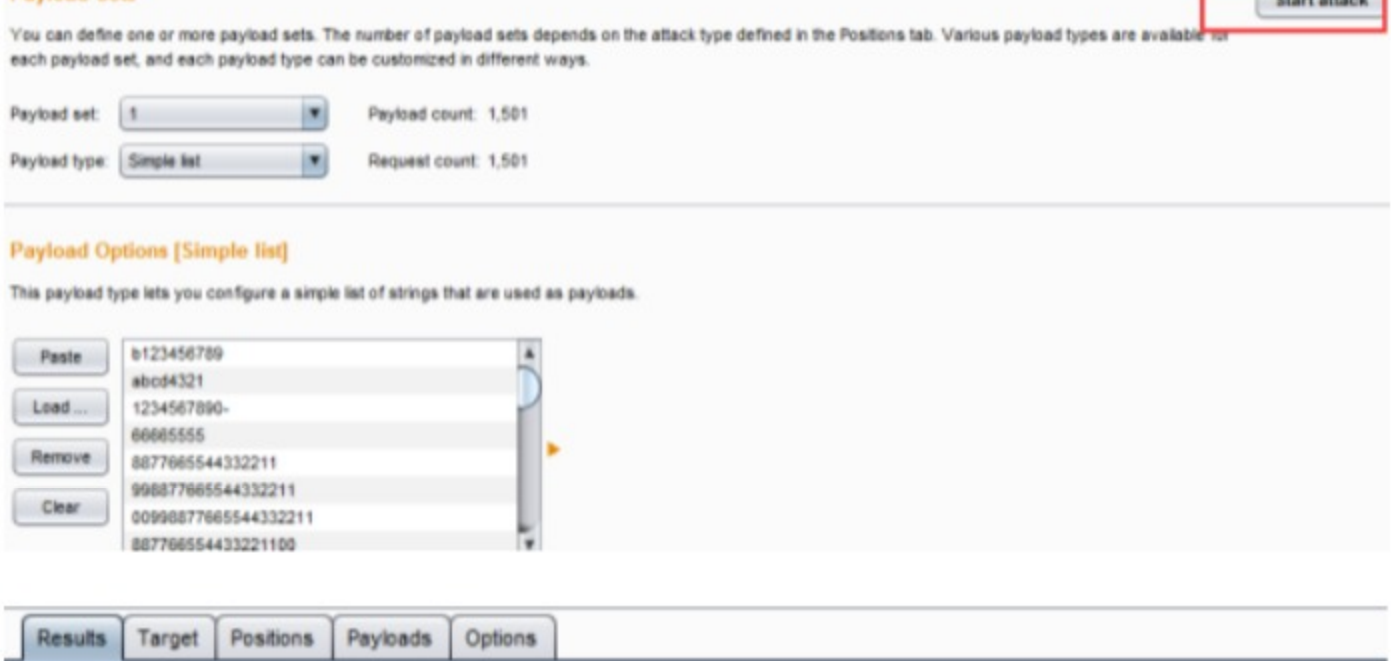 Start attack
You can define one or more payload sets. The number of payload sets depends on the attack type defined in the Positions tab. Various payload types are available for
each payload set, and each payload type can be customized in different ways.
Payload set: 1 Payload count: 1,501
Payload type: Simple list Request count: 1,501
Payload Options [Simple list]
This payload type lets you configure a simple list of strings that are used as payloads.
Paste
Load ...
Remove
Clear
b123456789
abcd4321
1234567890-
66665555
8877665544332211
998877665544332211
00998877665544332211
887766554433221100
Results Target Positions Payloads Options